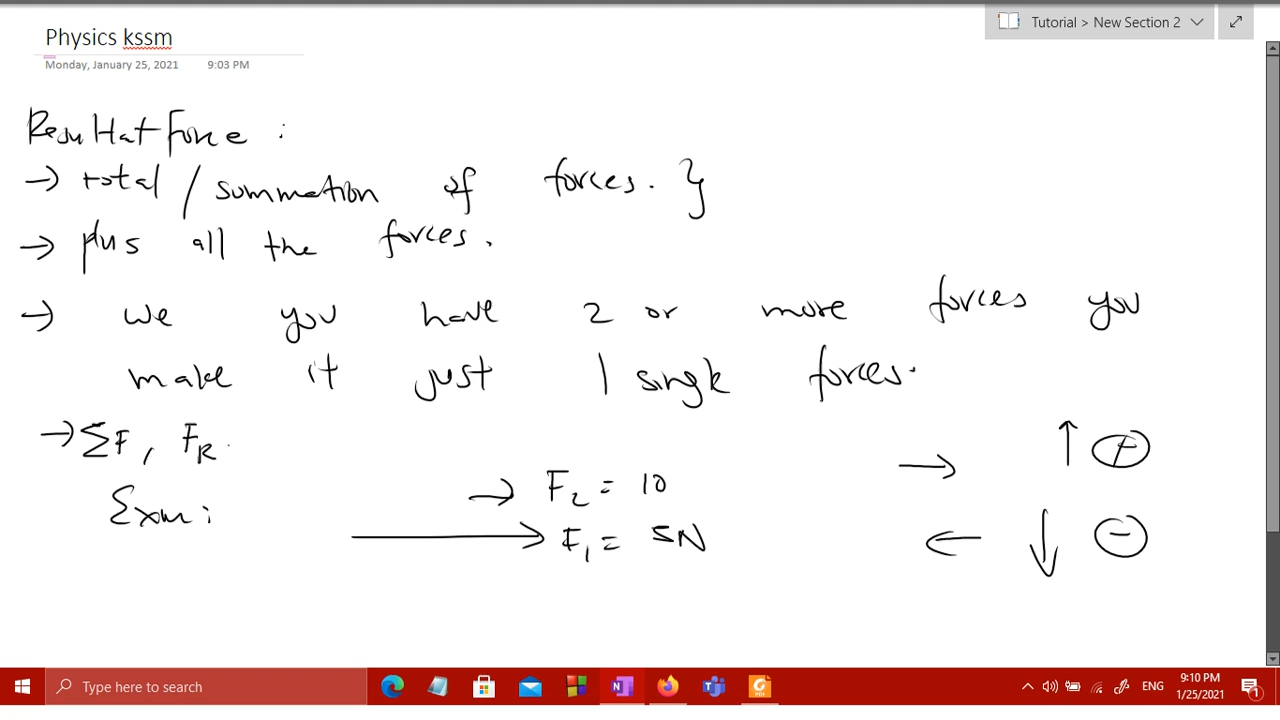 Tutorial > New Section 2
Physics kssm
Monday, January 25, 2021 9:03 PM
Resultat Force :
→ total / summation of forces. }
→ plus all the forces.
→ we you have 2 or more forces you
make it just 1 single forces.
→ ΣF, FR.
→ F2 = 10 → ↑ +
Exm:
→ F1 = 5N ← ↓ -
Type here to search
ENG
9:10 PM
1/25/2021
1